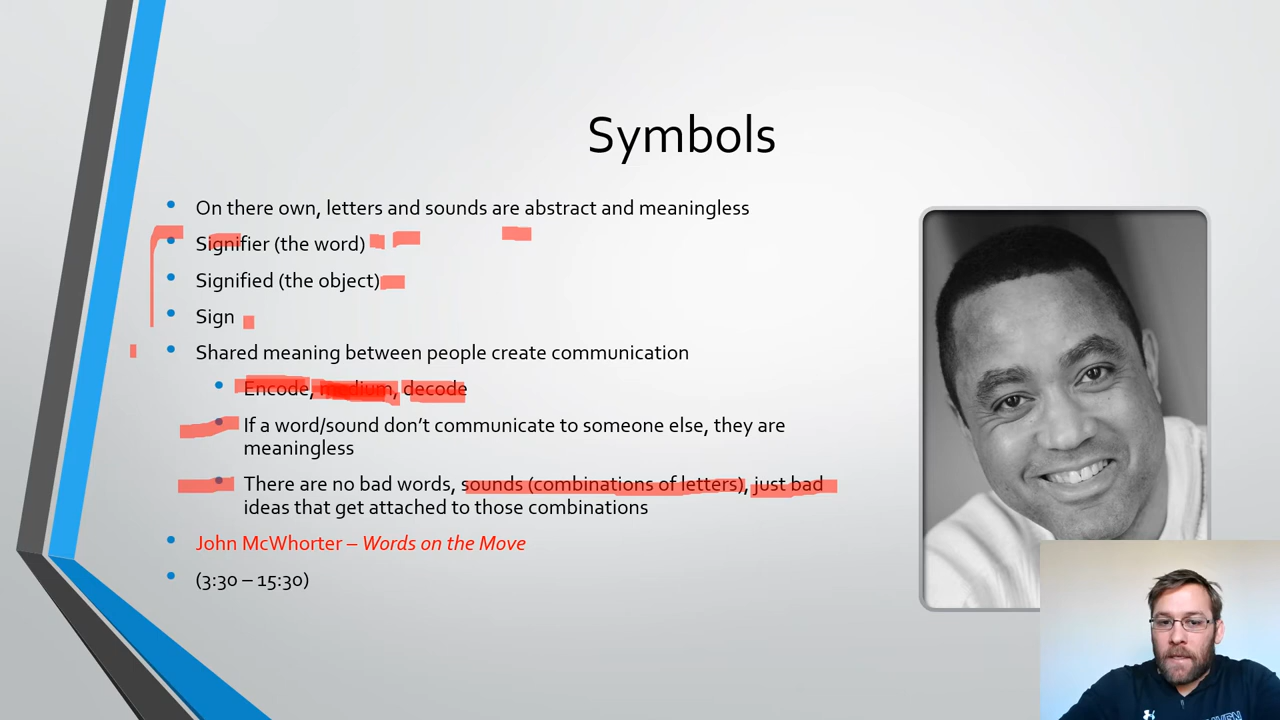 Symbols
On there own, letters and sounds are abstract and meaningless
Signifier (the word)
Signified (the object)
Sign
Shared meaning between people create communication
Encode, medium, decode
If a word/sound don't communicate to someone else, they are
meaningless
There are no bad words, sounds (combinations of letters), just bad
ideas that get attached to those combinations
John McWhorter – Words on the Move
(3:30 – 15:30)